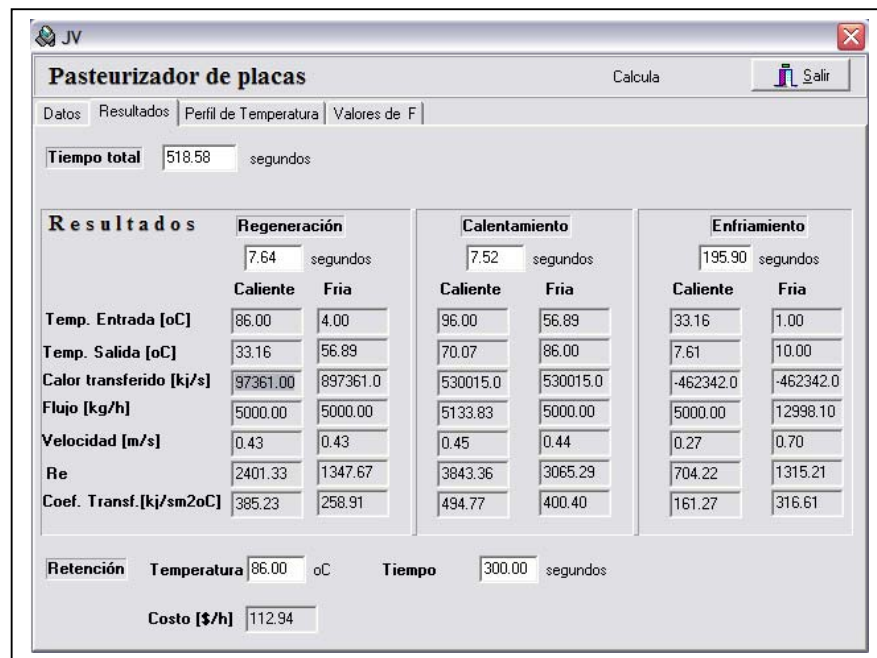 JV
Pasteurizador de placas Calcula Salir
Datos Resultados Perfil de Temperatura Valores de F
Tiempo total 518.58 segundos
Resultados Regeneración Calentamiento Enfriamiento
7.64 segundos 7.52 segundos 195.90 segundos
Caliente Fria Caliente Fria Caliente Fria
Temp. Entrada [oC] 86.00 4.00 96.00 56.89 33.16 1.00
Temp. Salida [oC] 33.16 56.89 70.07 86.00 7.61 10.00
Calor transferido [kj/s] 97361.00 897361.0 530015.0 530015.0 -462342.0 -462342.0
Flujo [kg/h] 5000.00 5000.00 5133.83 5000.00 5000.00 12998.10
Velocidad [m/s] 0.43 0.43 0.45 0.44 0.27 0.70
Re 2401.33 1347.67 3843.36 3065.29 704.22 1315.21
Coef. Transf.[kj/sm2oC] 385.23 258.91 494.77 400.40 161.27 316.61
Retención Temperatura 86.00 oC Tiempo 300.00 segundos
Costo [$/h] 112.94